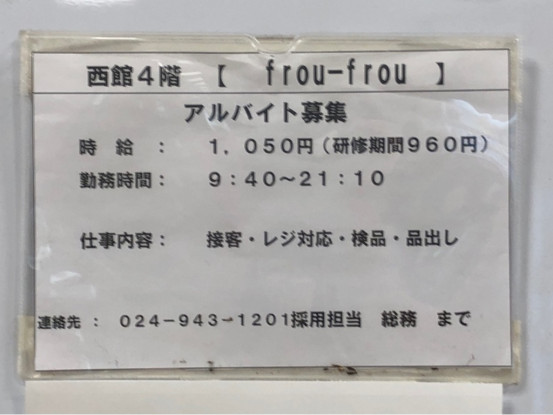 西館４階　【　frou−frou　】
アルバイト募集
時　給　：　１，０５０円（研修期間９６０円）
勤務時間：　９：４０～２１：１０
仕事内容：　接客・レジ対応・検品・品出し
連絡先　：　０２４−９４３−１２０１採用担当　総務　まで